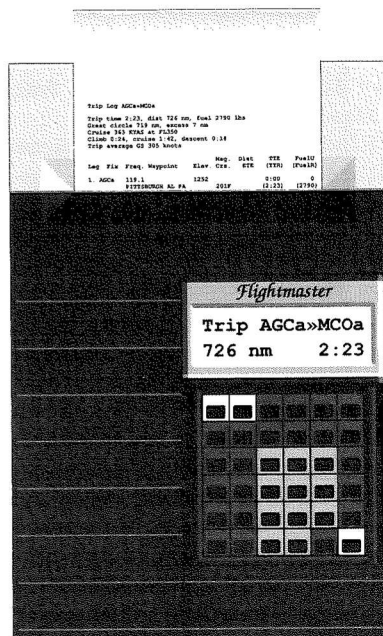 Trip Log AGCa»MCOa
Trip time 2:23, dist 726 nm, fuel 2790 lbs
Great circle 719 nm, excess 7 nm
Cruise 363 KTAS at FL350
Climb 0:24, cruise 1:42, descent 0:18
Trip average GS 305 knots
Mag. Dist TTE FuelU
Leg Fix Freq. Waypoint Elev. Crs. ETE (TTR) (FuelR)
1. AGCa 119.1 1252 0:00 0
PITTSBURGH AL PA 201F (2:23) (2790)
Flightmaster
Trip AGCa»MCOa
726 nm 2:23